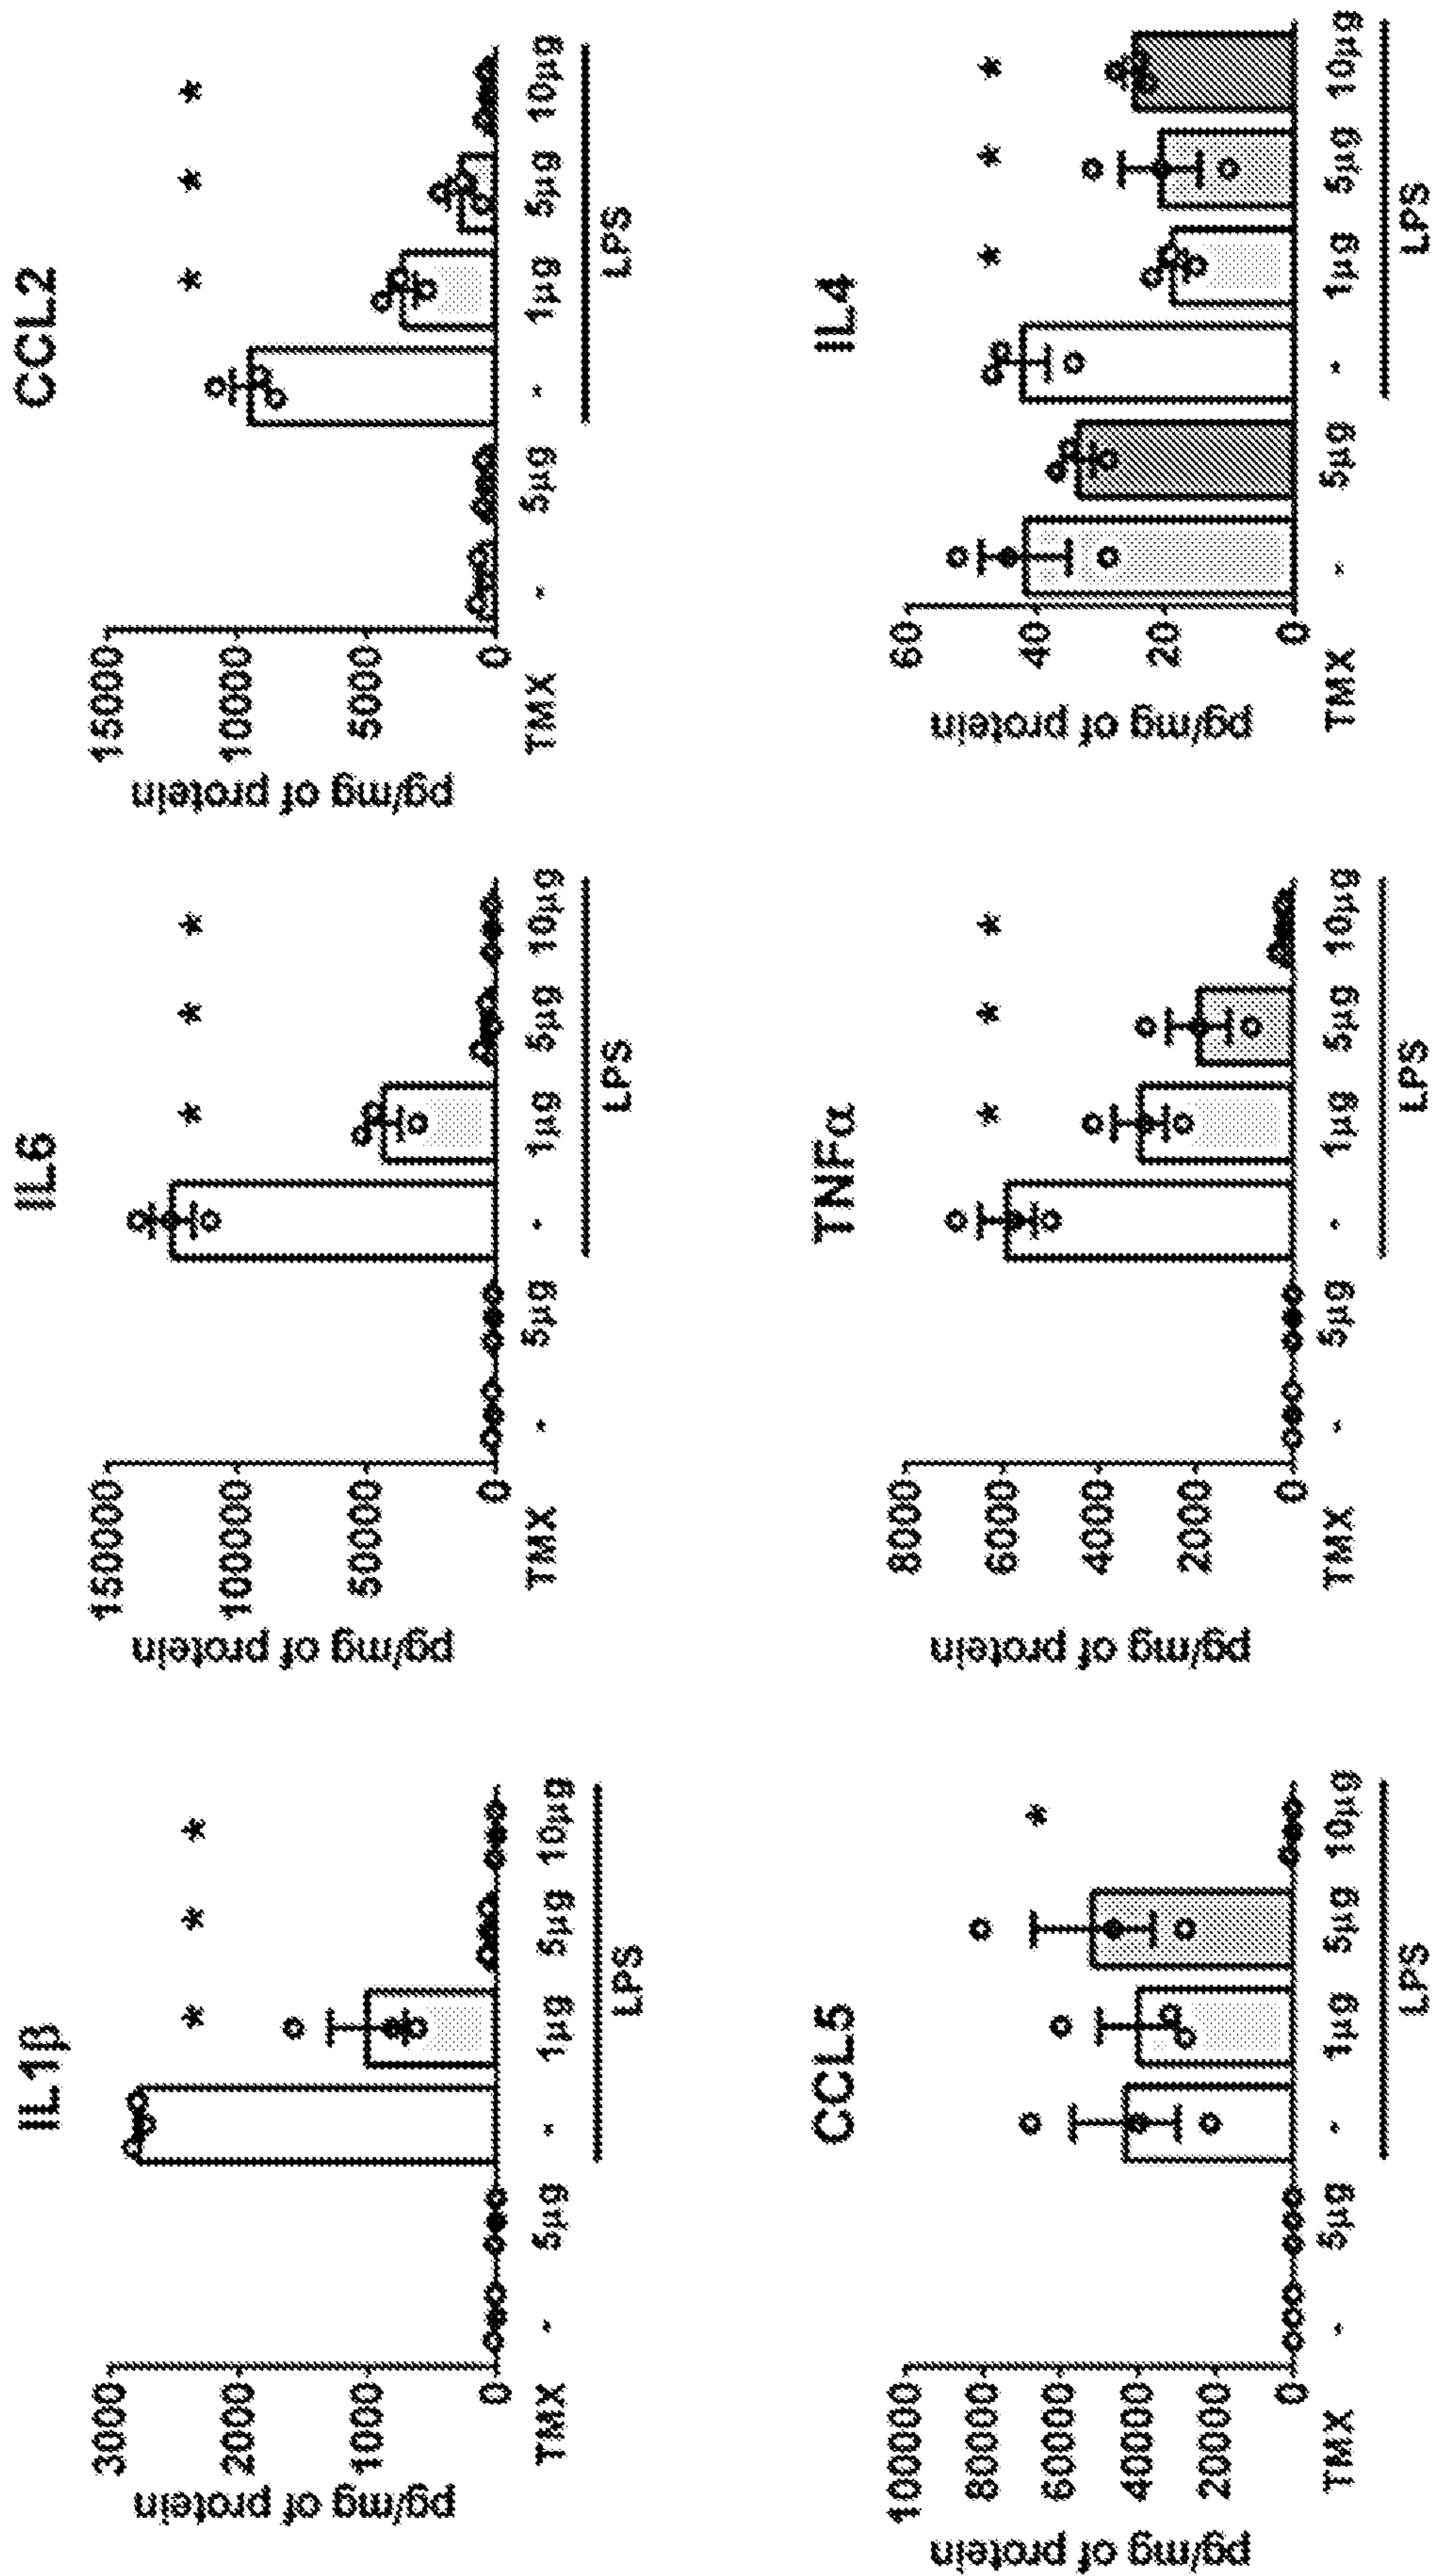 IL1β
pg/mg of protein
3000
2000
1000
0
TMX - 5µg - 1µg 5µg 10µg
* * *
LPS
IL6
pg/mg of protein
150000
100000
50000
0
TMX - 5µg - 1µg 5µg 10µg
* * *
LPS
CCL2
pg/mg of protein
15000
10000
5000
0
TMX - 5µg - 1µg 5µg 10µg
* * *
LPS
CCL5
pg/mg of protein
100000
80000
60000
40000
20000
0
TMX - 5µg - 1µg 5µg 10µg
*
LPS
TNFα
pg/mg of protein
8000
6000
4000
2000
0
TMX - 5µg - 1µg 5µg 10µg
* * *
LPS
IL4
pg/mg of protein
60
40
20
0
TMX - 5µg - 1µg 5µg 10µg
* * *
LPS